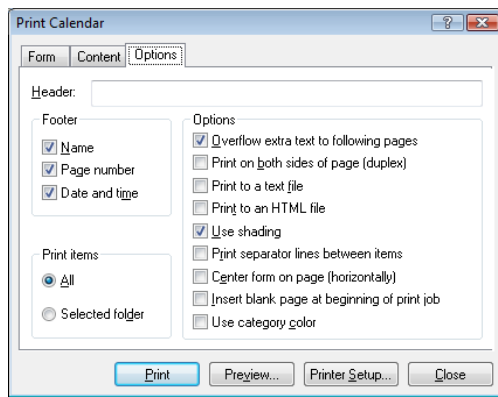 Print Calendar
Form Content Options
Header:
Footer
Name
Page number
Date and time
Print items
All
Selected folder
Options
Overflow extra text to following pages
Print on both sides of page (duplex)
Print to a text file
Print to an HTML file
Use shading
Print separator lines between items
Center form on page (horizontally)
Insert blank page at beginning of print job
Use category color
Print Preview... Printer Setup... Close